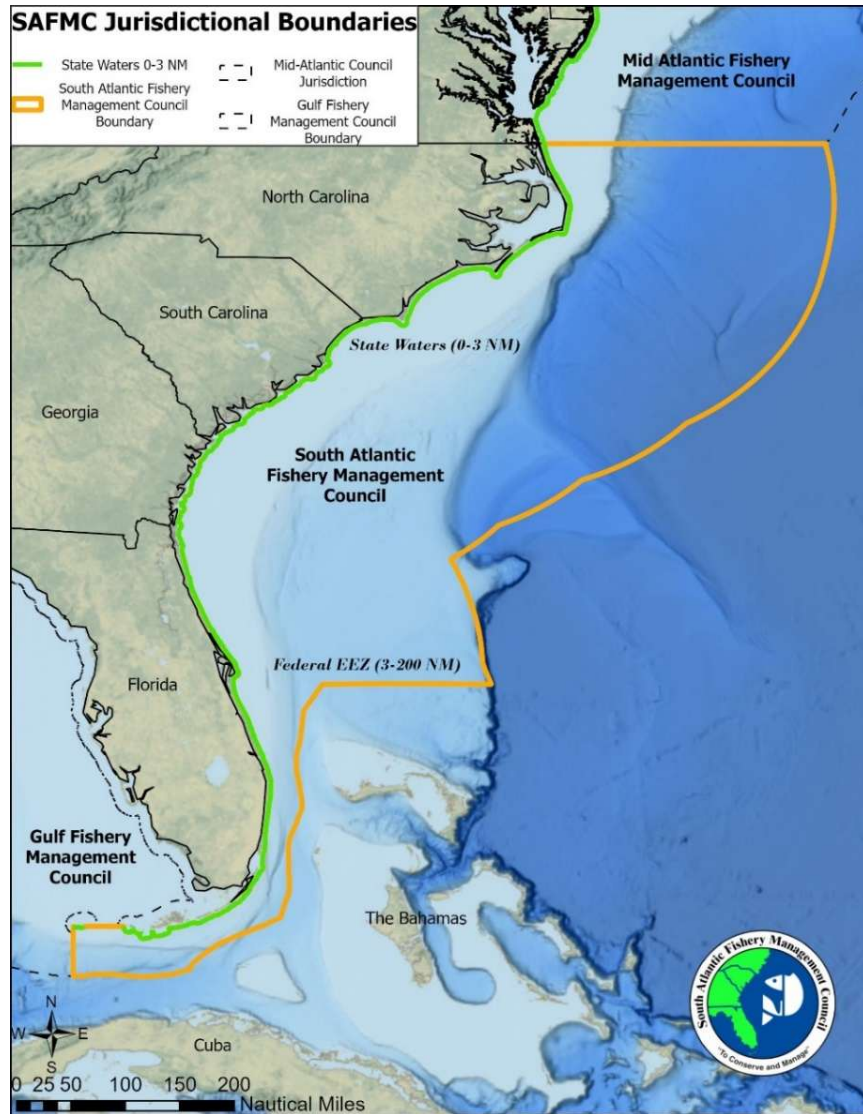 SAFMC Jurisdictional Boundaries
State Waters 0-3 NM
South Atlantic Fishery
Management Council
Boundary
Mid-Atlantic Council
Jurisdiction
Gulf Fishery
Management Council
Boundary
Mid Atlantic Fishery
Management Council
North Carolina
South Carolina
State Waters (0-3 NM)
Georgia
South Atlantic
Fishery Management
Council
Federal EEZ (3-200 NM)
Florida
Gulf Fishery
Management
Council
The Bahamas
South Atlantic Fishery Management Council
"To Conserve and Manage"
N
W E
S
Cuba
0 25 50 100 150 200
Nautical Miles